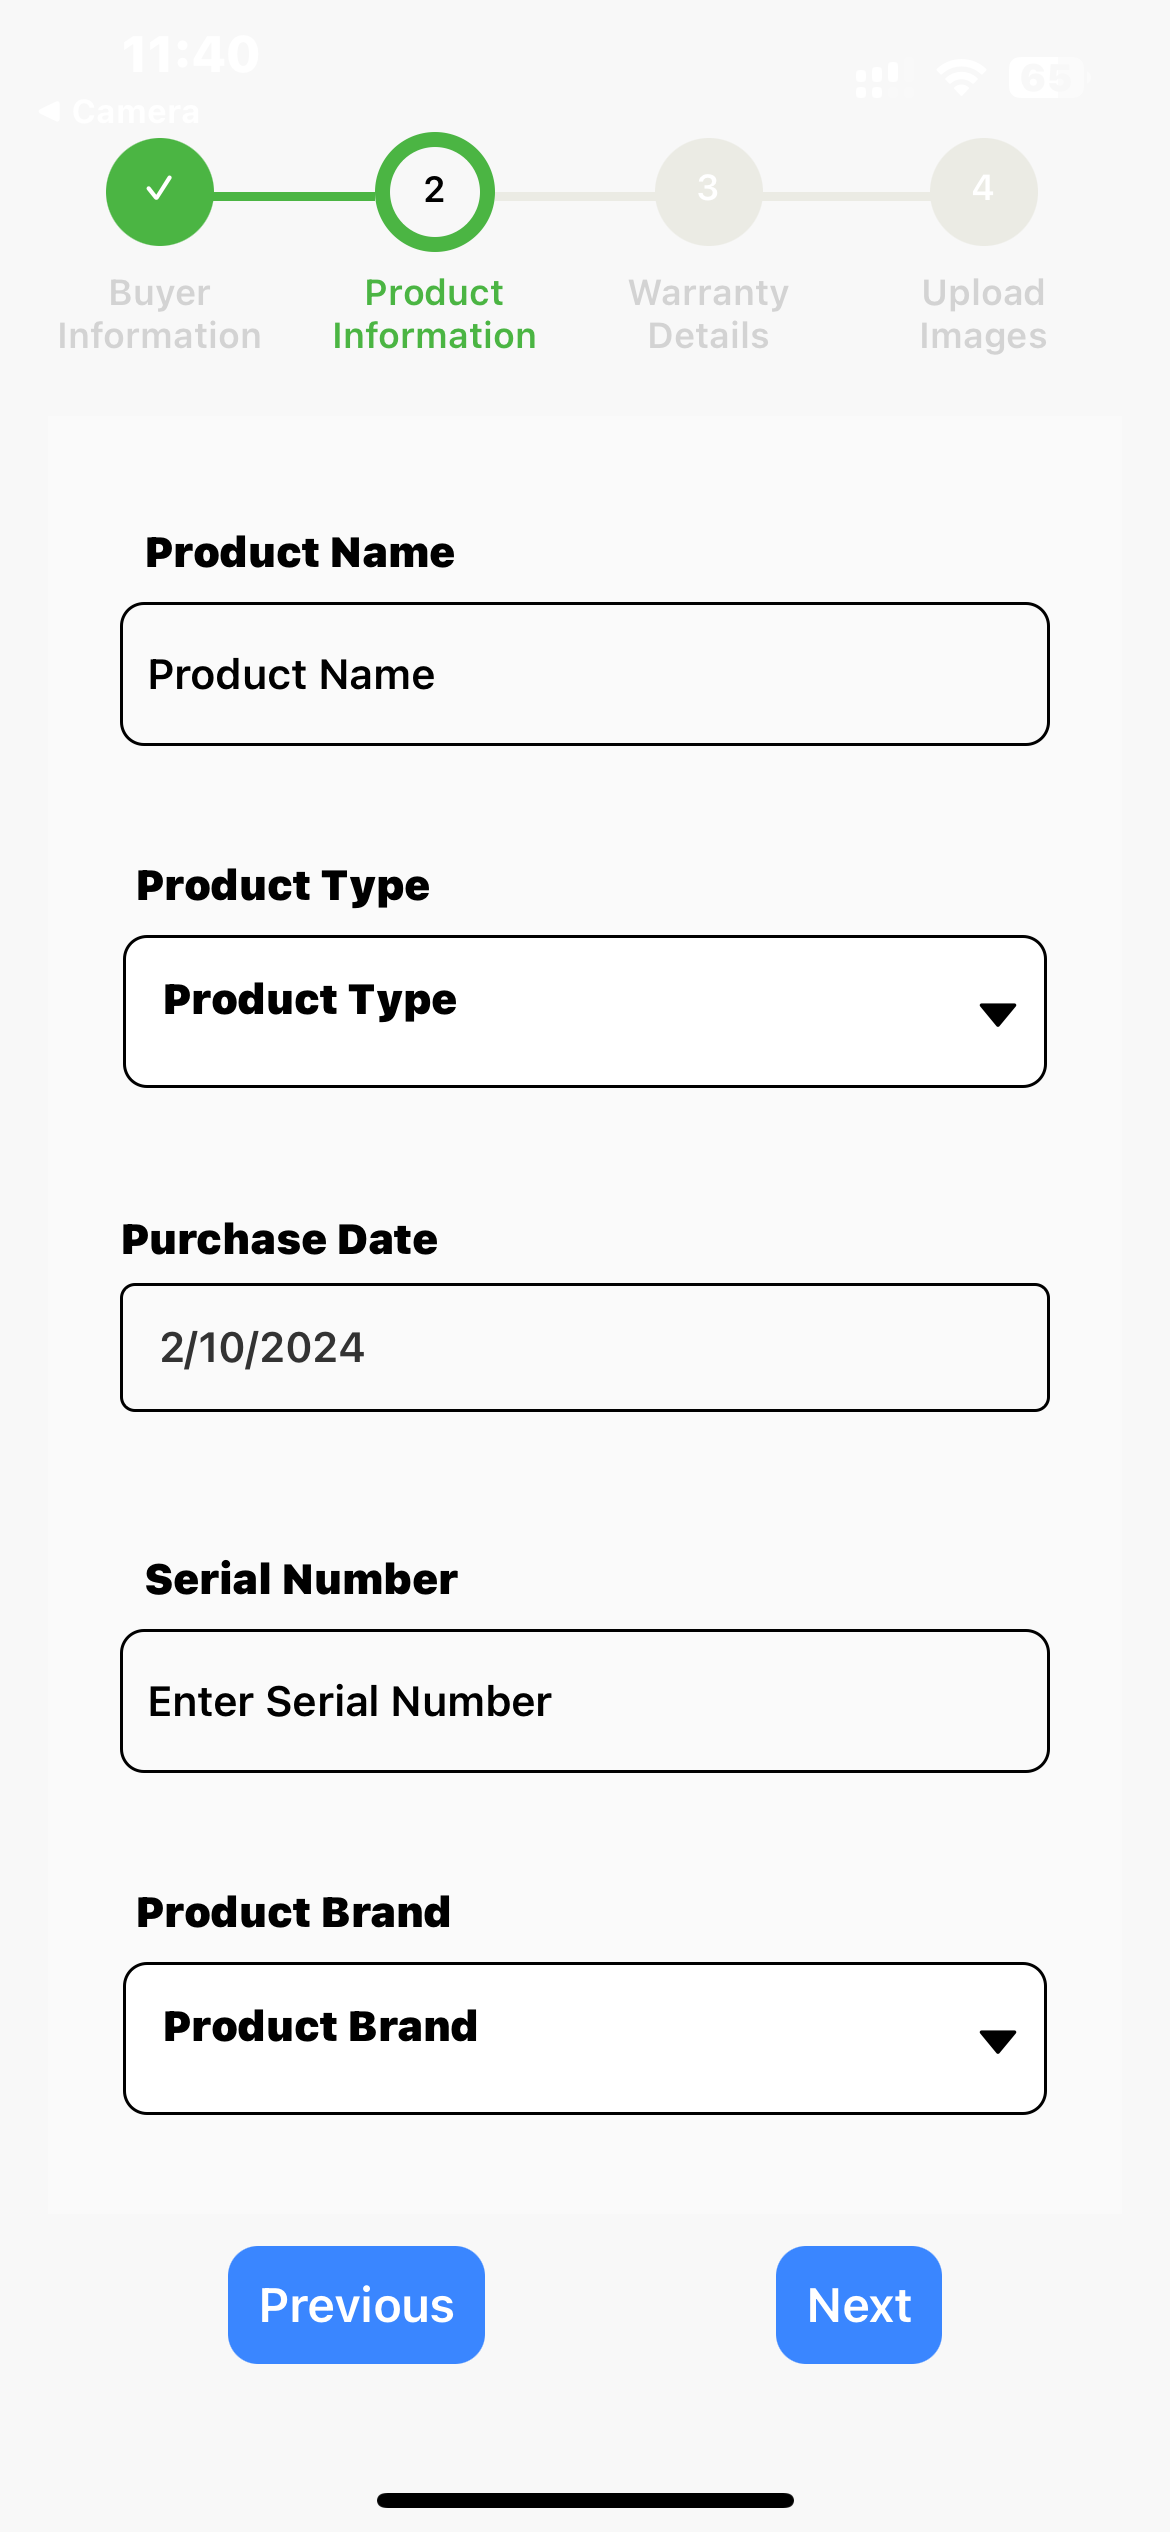 11:40
65
◀ Camera
2
3
4
Buyer
Information
Product
Information
Warranty
Details
Upload
Images
Product Name
Product Name
Product Type
Product Type
Purchase Date
2/10/2024
Serial Number
Enter Serial Number
Product Brand
Product Brand
Previous
Next